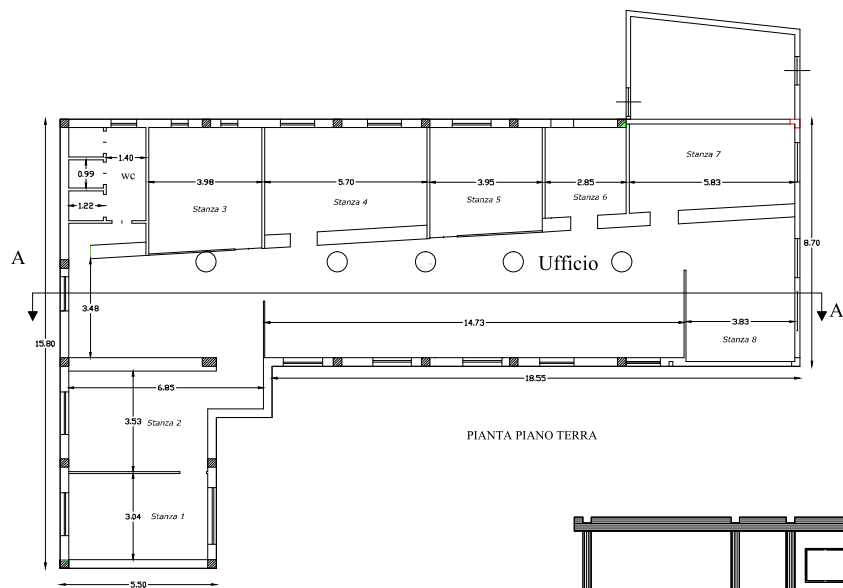 1.40
0.99
wc
1.22
3.98
Stanza 3
5.70
Stanza 4
3.95
Stanza 5
2.85
Stanza 6
Stanza 7
5.83
8.70
A
Ufficio
A
3.48
14.73
3.83
Stanza 8
15.80
18.55
6.85
3.53
Stanza 2
PIANTA PIANO TERRA
3.04
Stanza 1
5.50